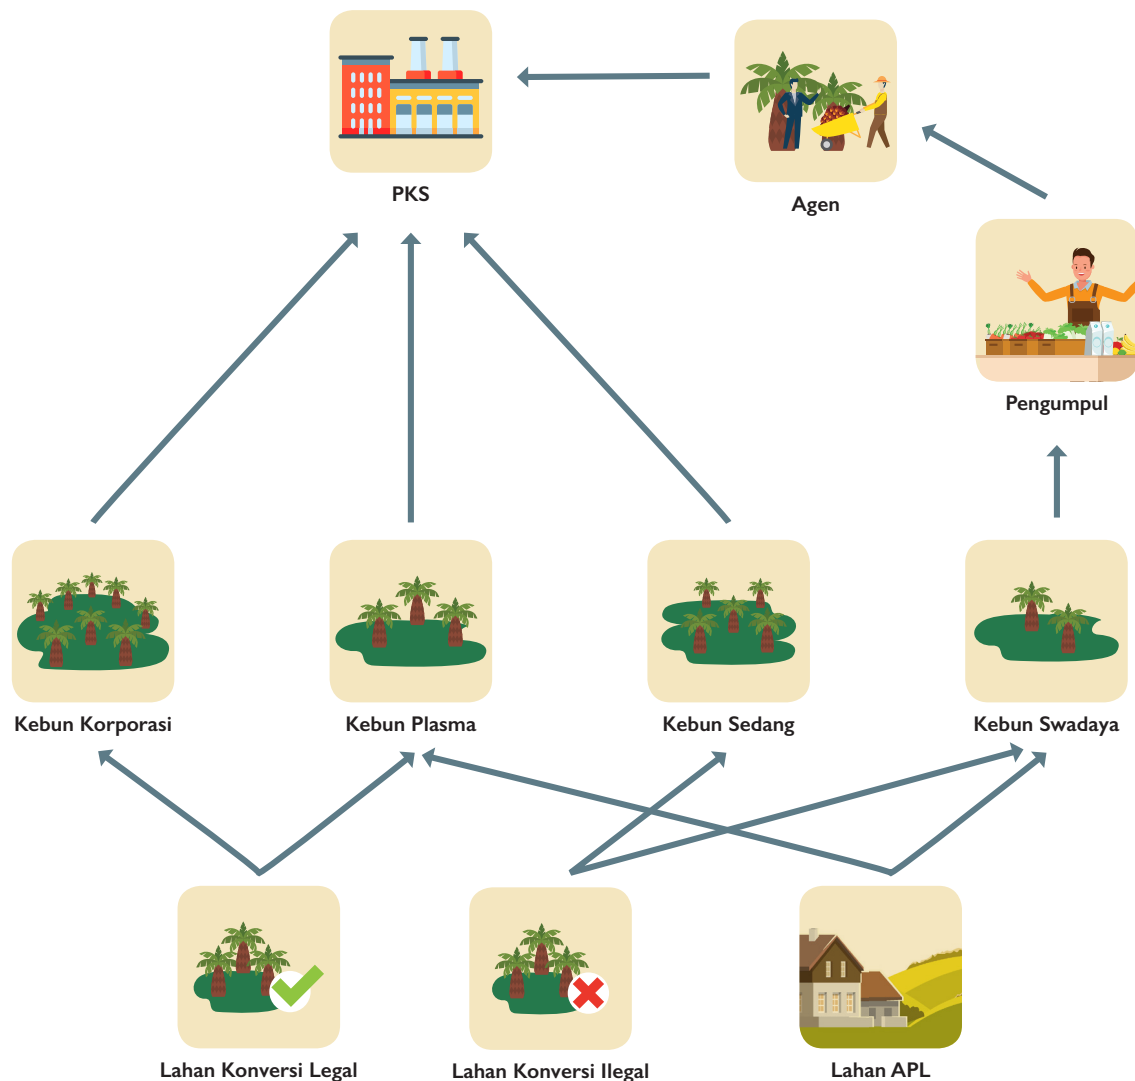 PKS
Agen
Pengumpul
Kebun Korporasi
Kebun Plasma
Kebun Sedang
Kebun Swadaya
Lahan Konversi Legal
Lahan Konversi Ilegal
Lahan APL